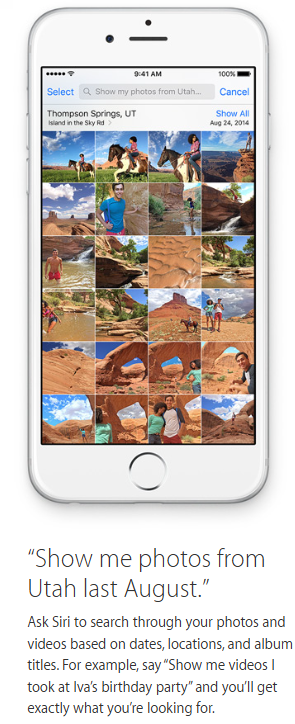 9:41 AM 100%
Select Show me photos from Utah... Cancel
Thompson Springs, UT Show All
Island in the Sky Rd > Aug 24, 2014
“Show me photos from
Utah last August.”
Ask Siri to search through your photos and
videos based on dates, locations, and album
titles. For example, say “Show me videos I
took at Iva’s birthday party” and you’ll get
exactly what you’re looking for.